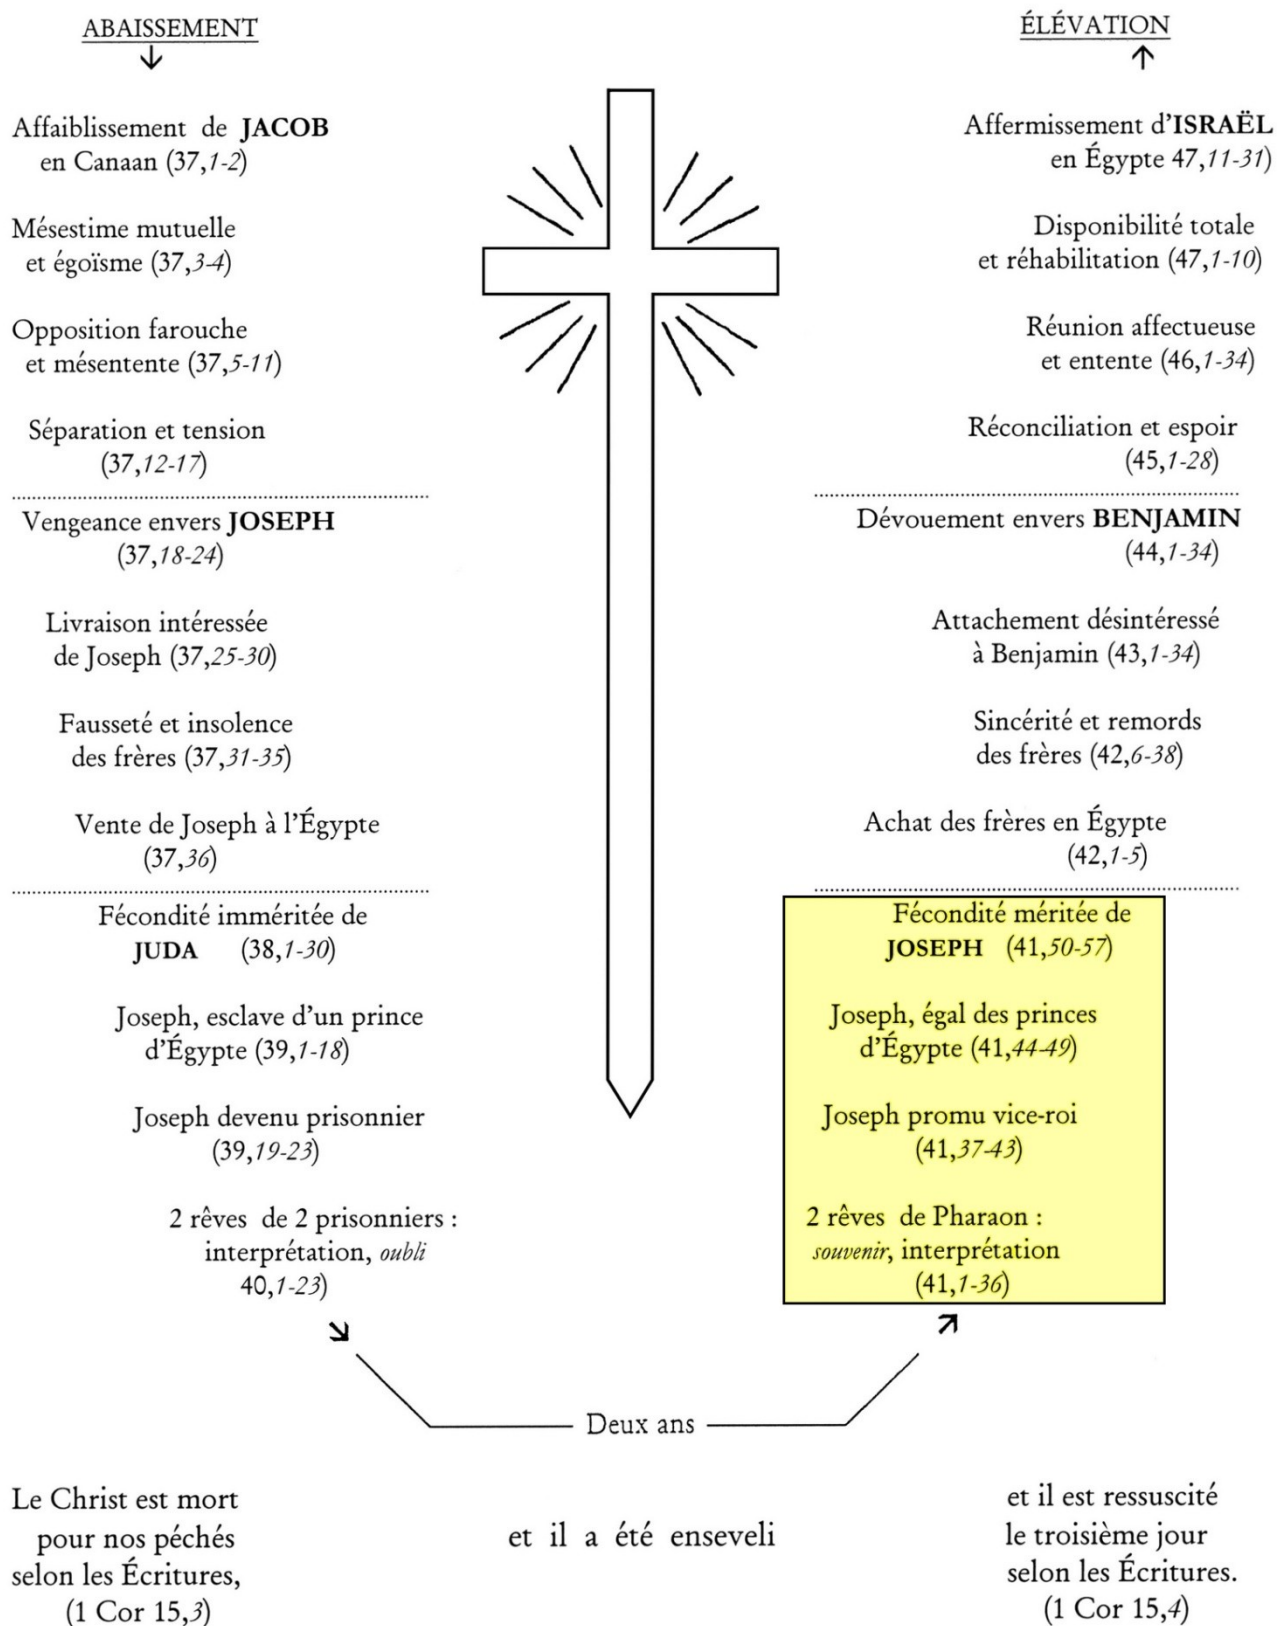 ABAISSEMENT
Affaiblissement de JACOB
en Canaan (37,1-2)
Mésestime mutuelle
et égoïsme (37,3-4)
Opposition farouche
et mésentente (37,5-11)
Séparation et tension
(37,12-17)
Vengeance envers JOSEPH
(37,18-24)
Livraison intéressée
de Joseph (37,25-30)
Fausseté et insolence
des frères (37,31-35)
Vente de Joseph à l'Égypte
(37,36)
Fécondité imméritée de
JUDA (38,1-30)
Joseph, esclave d'un prince
d'Égypte (39,1-18)
Joseph devenu prisonnier
(39,19-23)
2 rêves de 2 prisonniers :
interprétation, oubli
40,1-23)
ÉLÉVATION
Affermissement d'ISRAËL
en Égypte 47,11-31)
Disponibilité totale
et réhabilitation (47,1-10)
Réunion affectueuse
et entente (46,1-34)
Réconciliation et espoir
(45,1-28)
Dévouement envers BENJAMIN
(44,1-34)
Attachement désintéressé
à Benjamin (43,1-34)
Sincérité et remords
des frères (42,6-38)
Achat des frères en Égypte
(42,1-5)
Fécondité méritée de
JOSEPH (41,50-57)
Joseph, égal des princes
d'Égypte (41,44-49)
Joseph promu vice-roi
(41,37-43)
2 rêves de Pharaon :
souvenir, interprétation
(41,1-36)
Deux ans
Le Christ est mort
pour nos péchés
selon les Écritures,
(1 Cor 15,3)
et il a été enseveli
et il est ressuscité
le troisième jour
selon les Écritures.
(1 Cor 15,4)